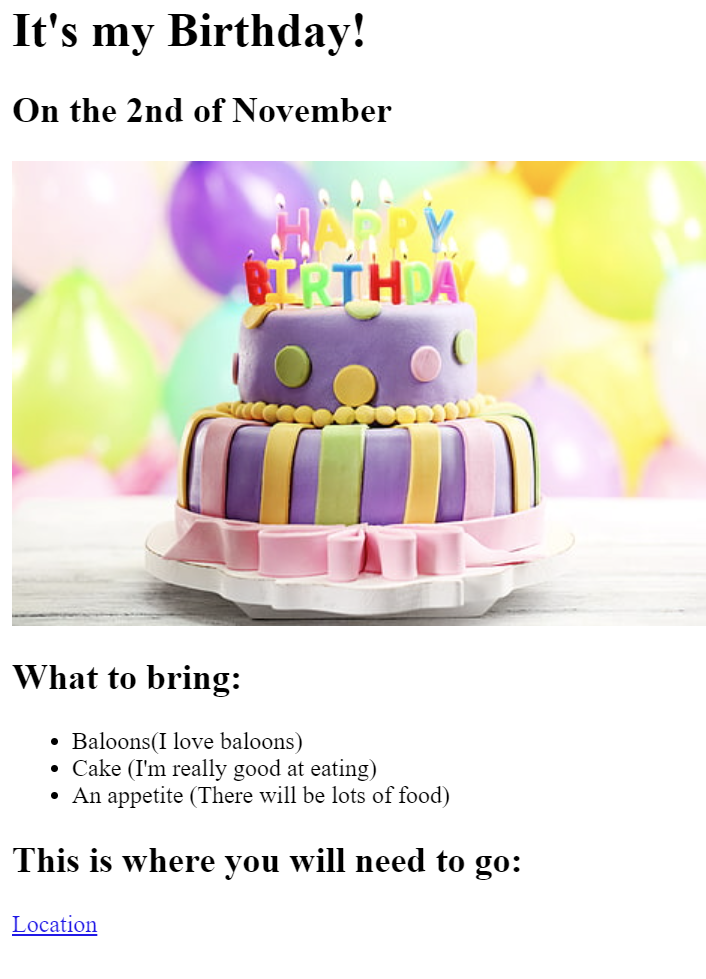 It's my Birthday!
On the 2nd of November
HAPPY
BIRTHDAY
What to bring:
Baloons(I love baloons)
Cake (I'm really good at eating)
An appetite (There will be lots of food)
This is where you will need to go:
Location